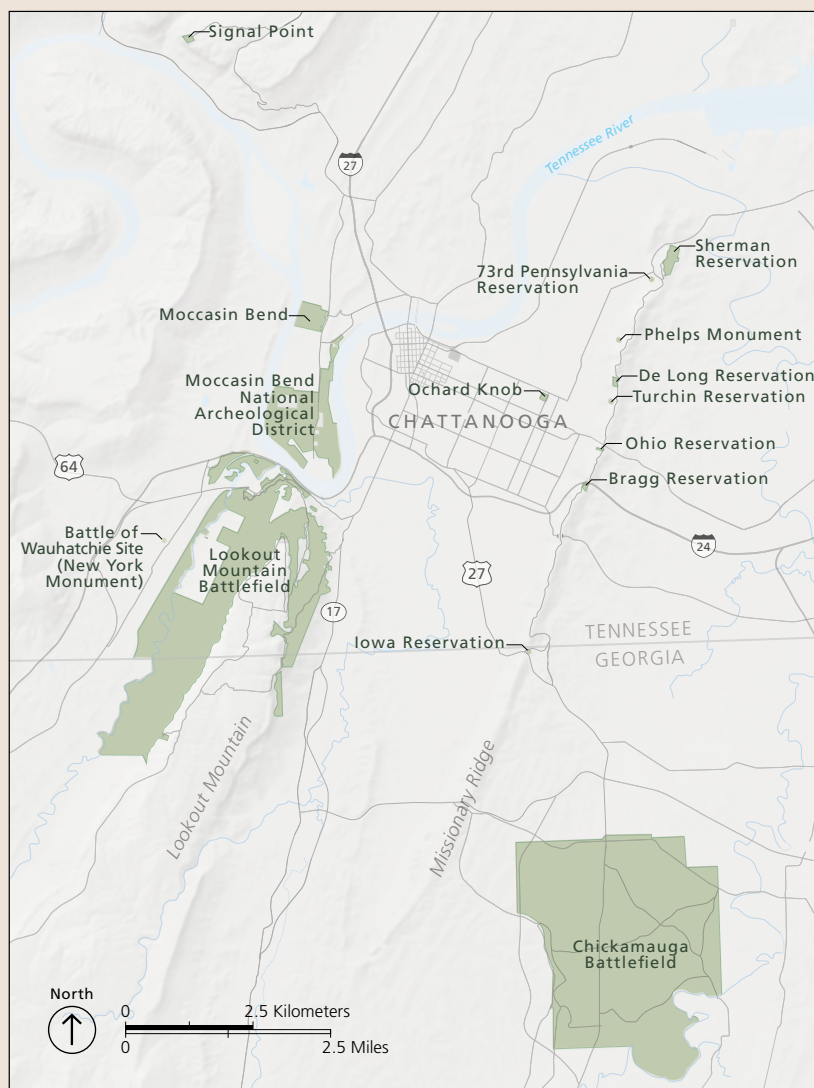 Signal Point
27
Tennessee River
Sherman
Reservation
73rd Pennsylvania
Reservation
Moccasin Bend
Phelps Monument
Moccasin Bend
National
Archeological
District
De Long Reservation
Ochard Knob
Turchin Reservation
CHATTANOOGA
Ohio Reservation
64
Bragg Reservation
Battle of
Wauhatchie Site
(New York
Monument)
Lookout
Mountain
Battlefield
24
27
17
Iowa Reservation
TENNESSEE
GEORGIA
Lookout Mountain
Missionary Ridge
Chickamauga
Battlefield
North
0 2.5 Kilometers
0 2.5 Miles